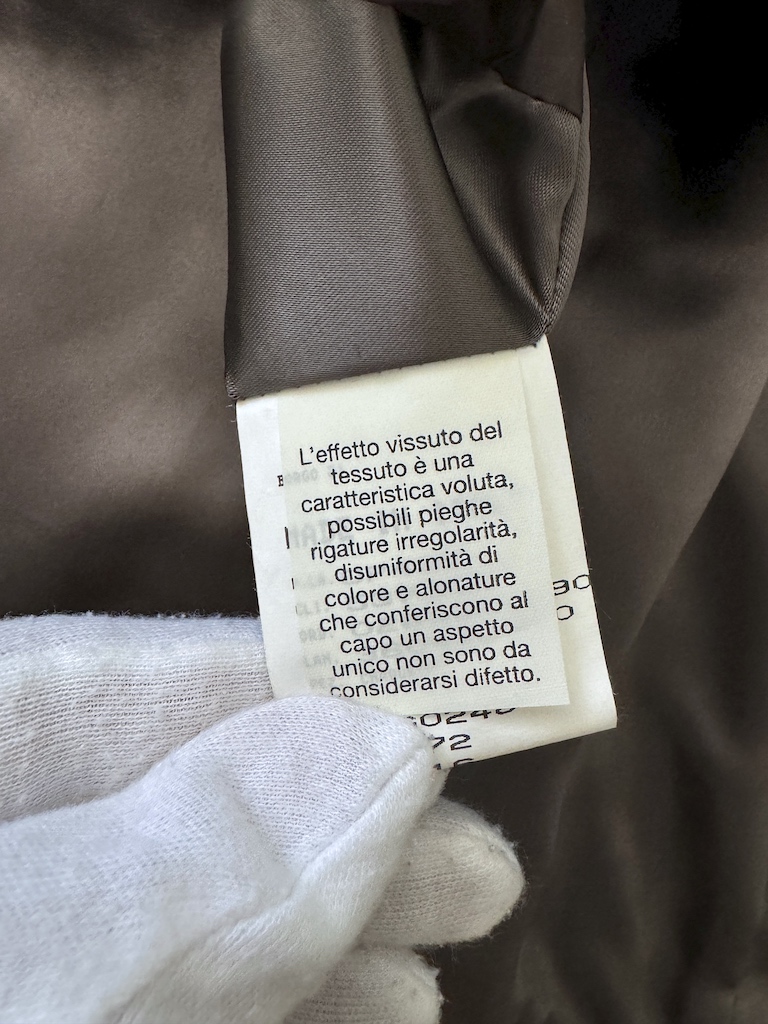 L'effetto vissuto del
tessuto è una
caratteristica voluta,
possibili pieghe
rigature irregolarità,
disuniformità di
colore e alonature
che conferiscono al
capo un aspetto
unico non sono da
considerarsi difetto.